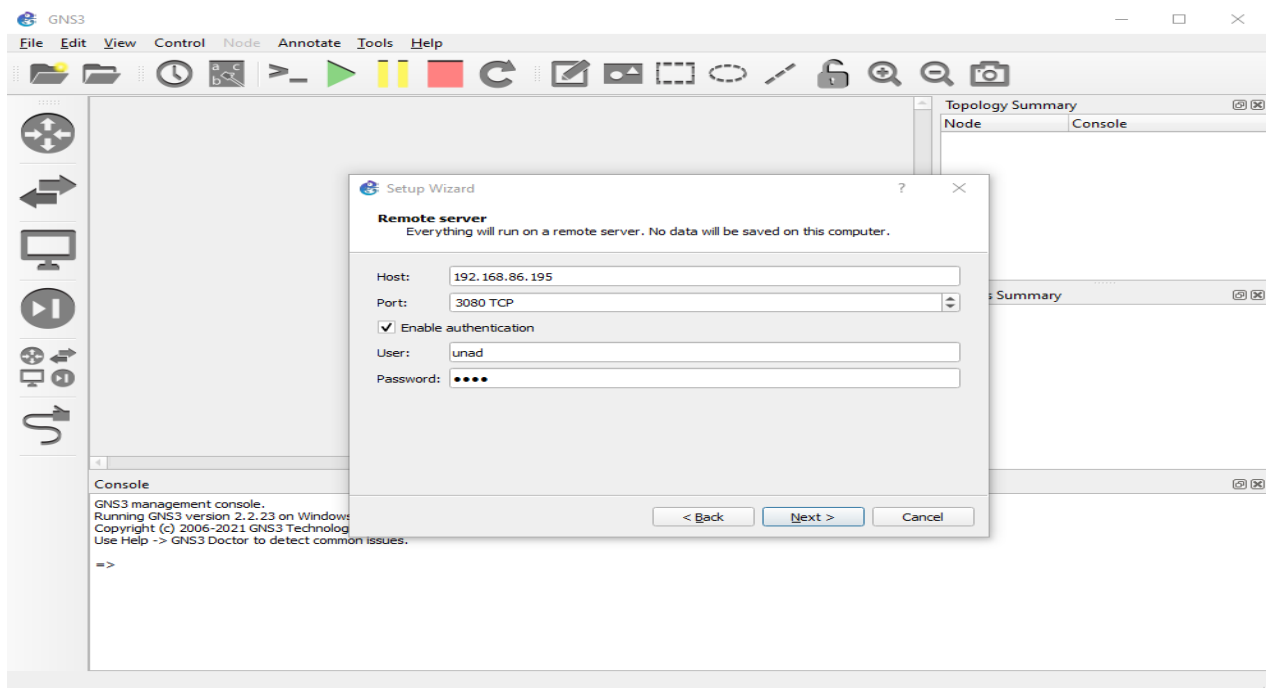 GNS3
File Edit View Control Node Annotate Tools Help
Topology Summary
Node Console
Setup Wizard
Remote server
Everything will run on a remote server. No data will be saved on this computer.
Host: 192.168.86.195
Port: 3080 TCP
Enable authentication
User: unad
Password: ●●●●
Summary
< Back Next > Cancel
Console
GNS3 management console.
Running GNS3 version 2.2.23 on Windows
Copyright (c) 2006-2021 GNS3 Technolog
Use Help -> GNS3 Doctor to detect common issues.
=>